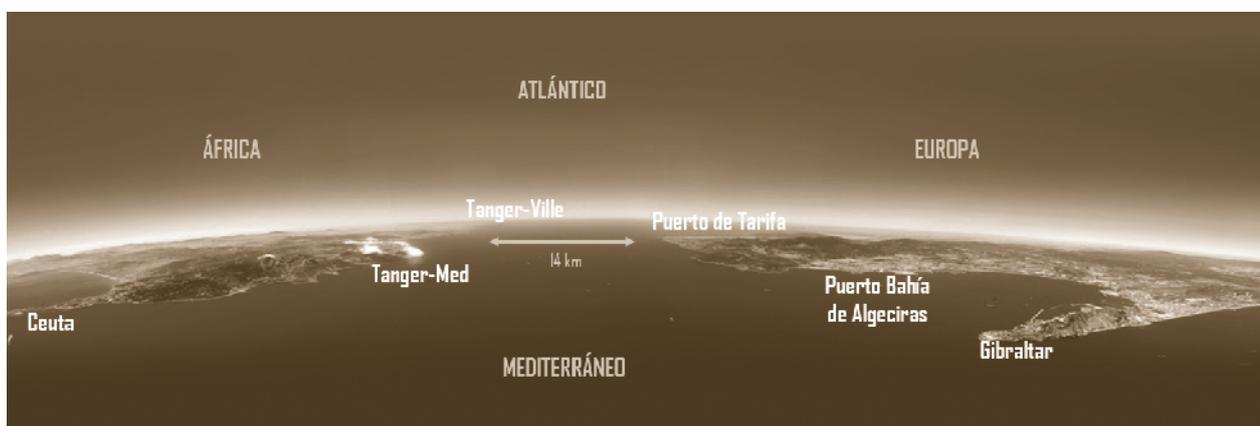 ATLÁNTICO
ÁFRICA
EUROPA
Tanger-Ville
Puerto de Tarifa
14 km
Tanger-Med
Puerto Bahía
de Algeciras
Ceuta
Gibraltar
MEDITERRÁNEO